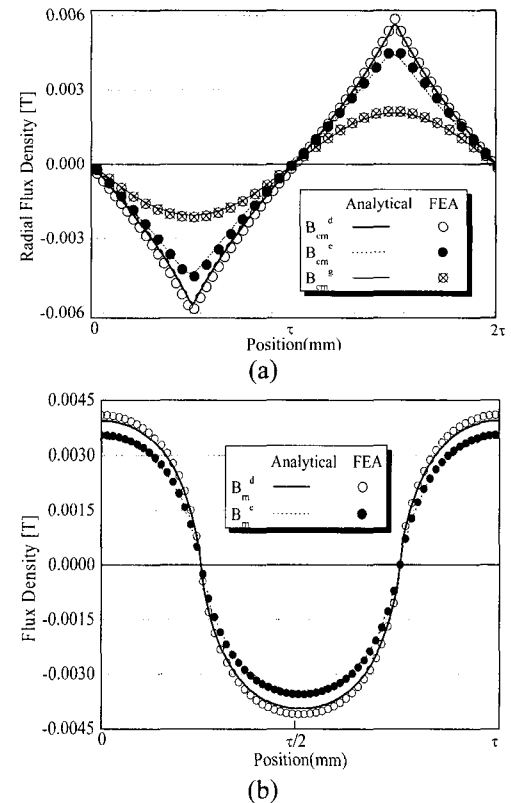 0.006
0.003
0.000
-0.003
-0.006
Radial Flux Density [T]
Analytical FEA
B_cm^d
B_cm^e
B_cm^g
0 τ 2τ
Position(mm)
(a)
0.0045
0.0030
0.0015
0.0000
-0.0015
-0.0030
-0.0045
Flux Density [T]
Analytical FEA
B_m^d
B_m^e
0 τ/2 τ
Position(mm)
(b)